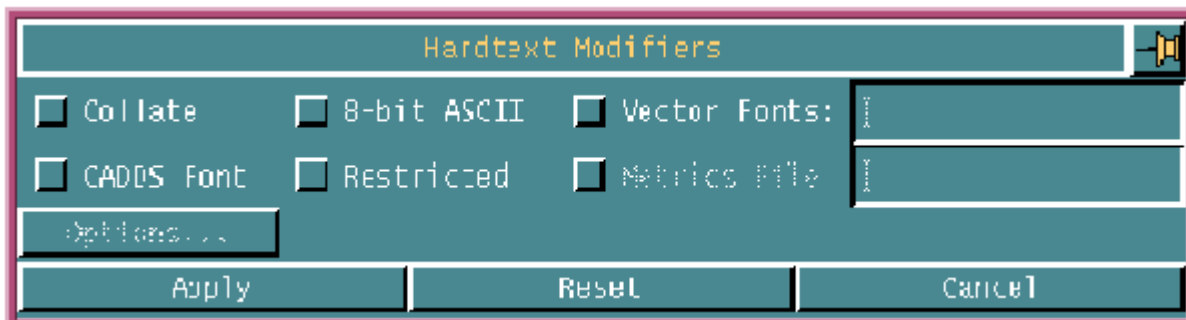 Hardtext Modifiers
Collate 8-bit ASCII Vector Fonts:
CADDS Font Restricted Metrics File
Options...
Apply Reset Cancel